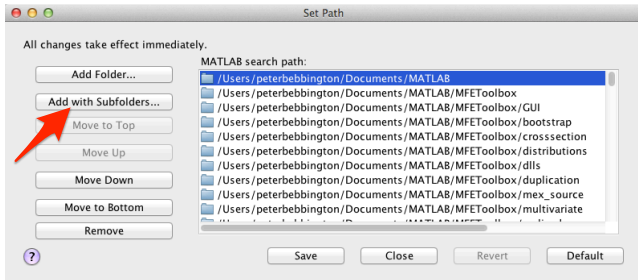 Set Path
All changes take effect immediately.
MATLAB search path:
Add Folder...
Add with Subfolders...
Move to Top
Move Up
Move Down
Move to Bottom
Remove
/Users/peterbebbington/Documents/MATLAB
/Users/peterbebbington/Documents/MATLAB/MFEToolbox
/Users/peterbebbington/Documents/MATLAB/MFEToolbox/GUI
/Users/peterbebbington/Documents/MATLAB/MFEToolbox/bootstrap
/Users/peterbebbington/Documents/MATLAB/MFEToolbox/crosssection
/Users/peterbebbington/Documents/MATLAB/MFEToolbox/distributions
/Users/peterbebbington/Documents/MATLAB/MFEToolbox/dlls
/Users/peterbebbington/Documents/MATLAB/MFEToolbox/duplication
/Users/peterbebbington/Documents/MATLAB/MFEToolbox/mex_source
/Users/peterbebbington/Documents/MATLAB/MFEToolbox/multivariate
?
Save
Close
Revert
Default